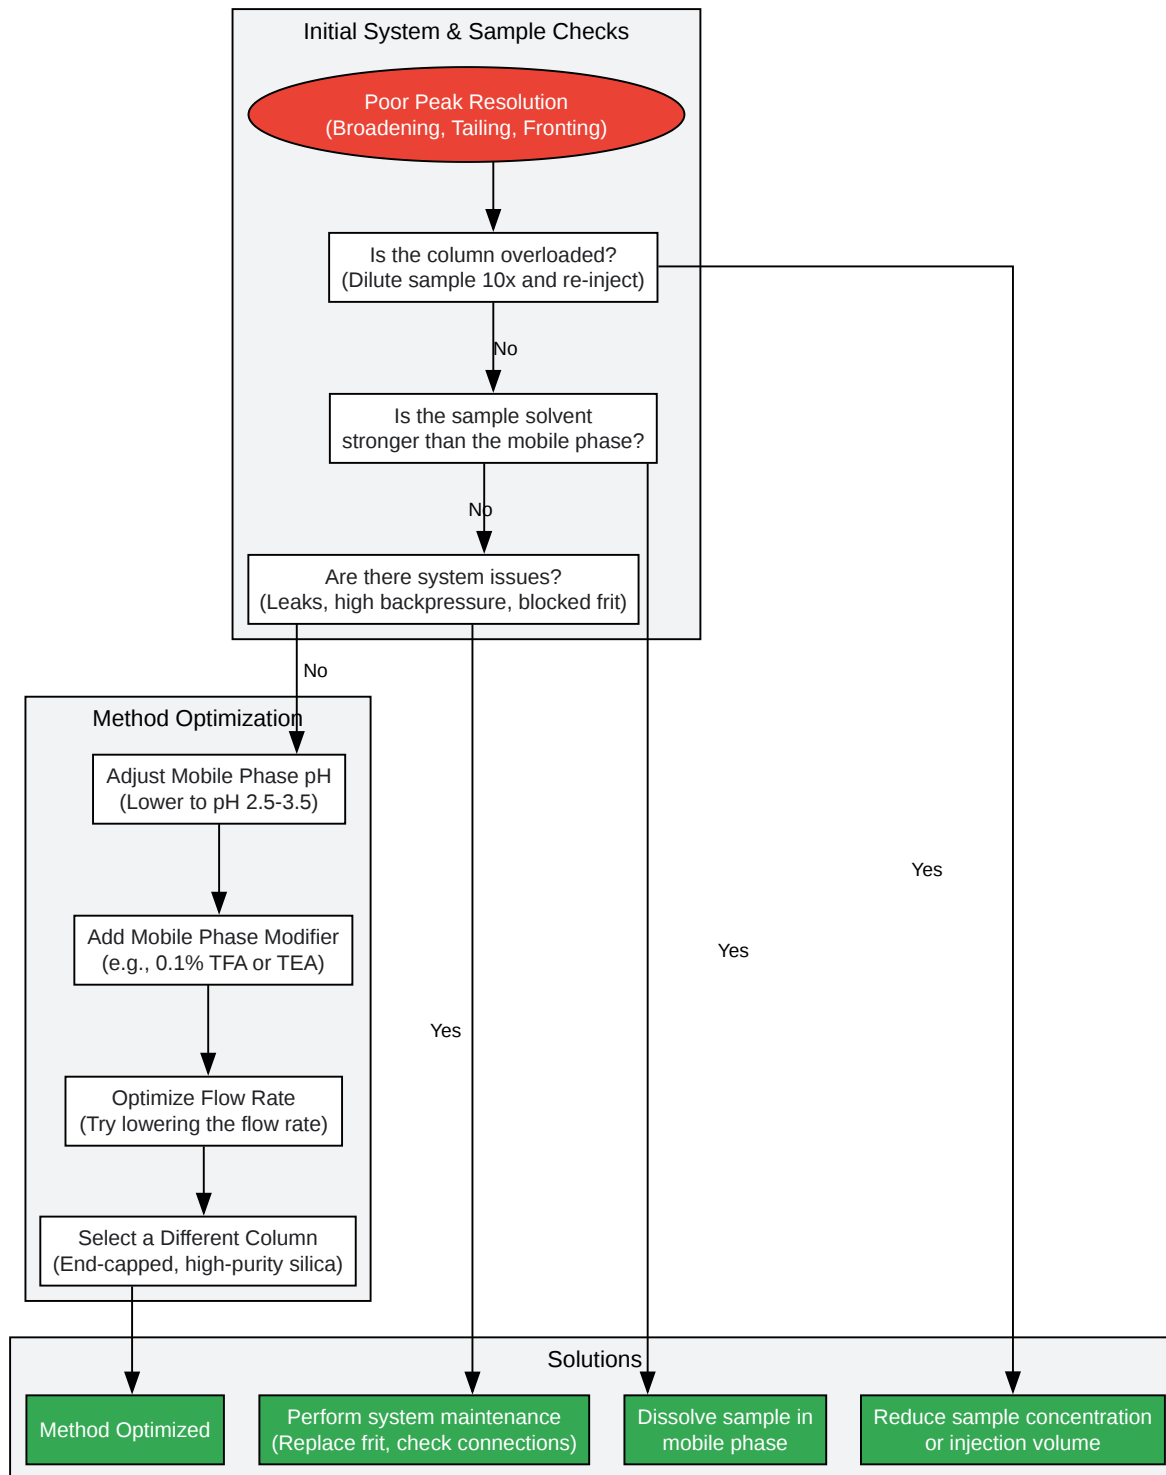 Initial System & Sample Checks
Poor Peak Resolution
(Broadening, Tailing, Fronting)
Is the column overloaded?
(Dilute sample 10x and re-inject)
No
Is the sample solvent
stronger than the mobile phase?
No
Are there system issues?
(Leaks, high backpressure, blocked frit)
No
Method Optimization
Adjust Mobile Phase pH
(Lower to pH 2.5-3.5)
Yes
Add Mobile Phase Modifier
(e.g., 0.1% TFA or TEA)
Yes
Yes
Optimize Flow Rate
(Try lowering the flow rate)
Select a Different Column
(End-capped, high-purity silica)
Solutions
Method Optimized
Perform system maintenance
(Replace frit, check connections)
Dissolve sample in
mobile phase
Reduce sample concentration
or injection volume